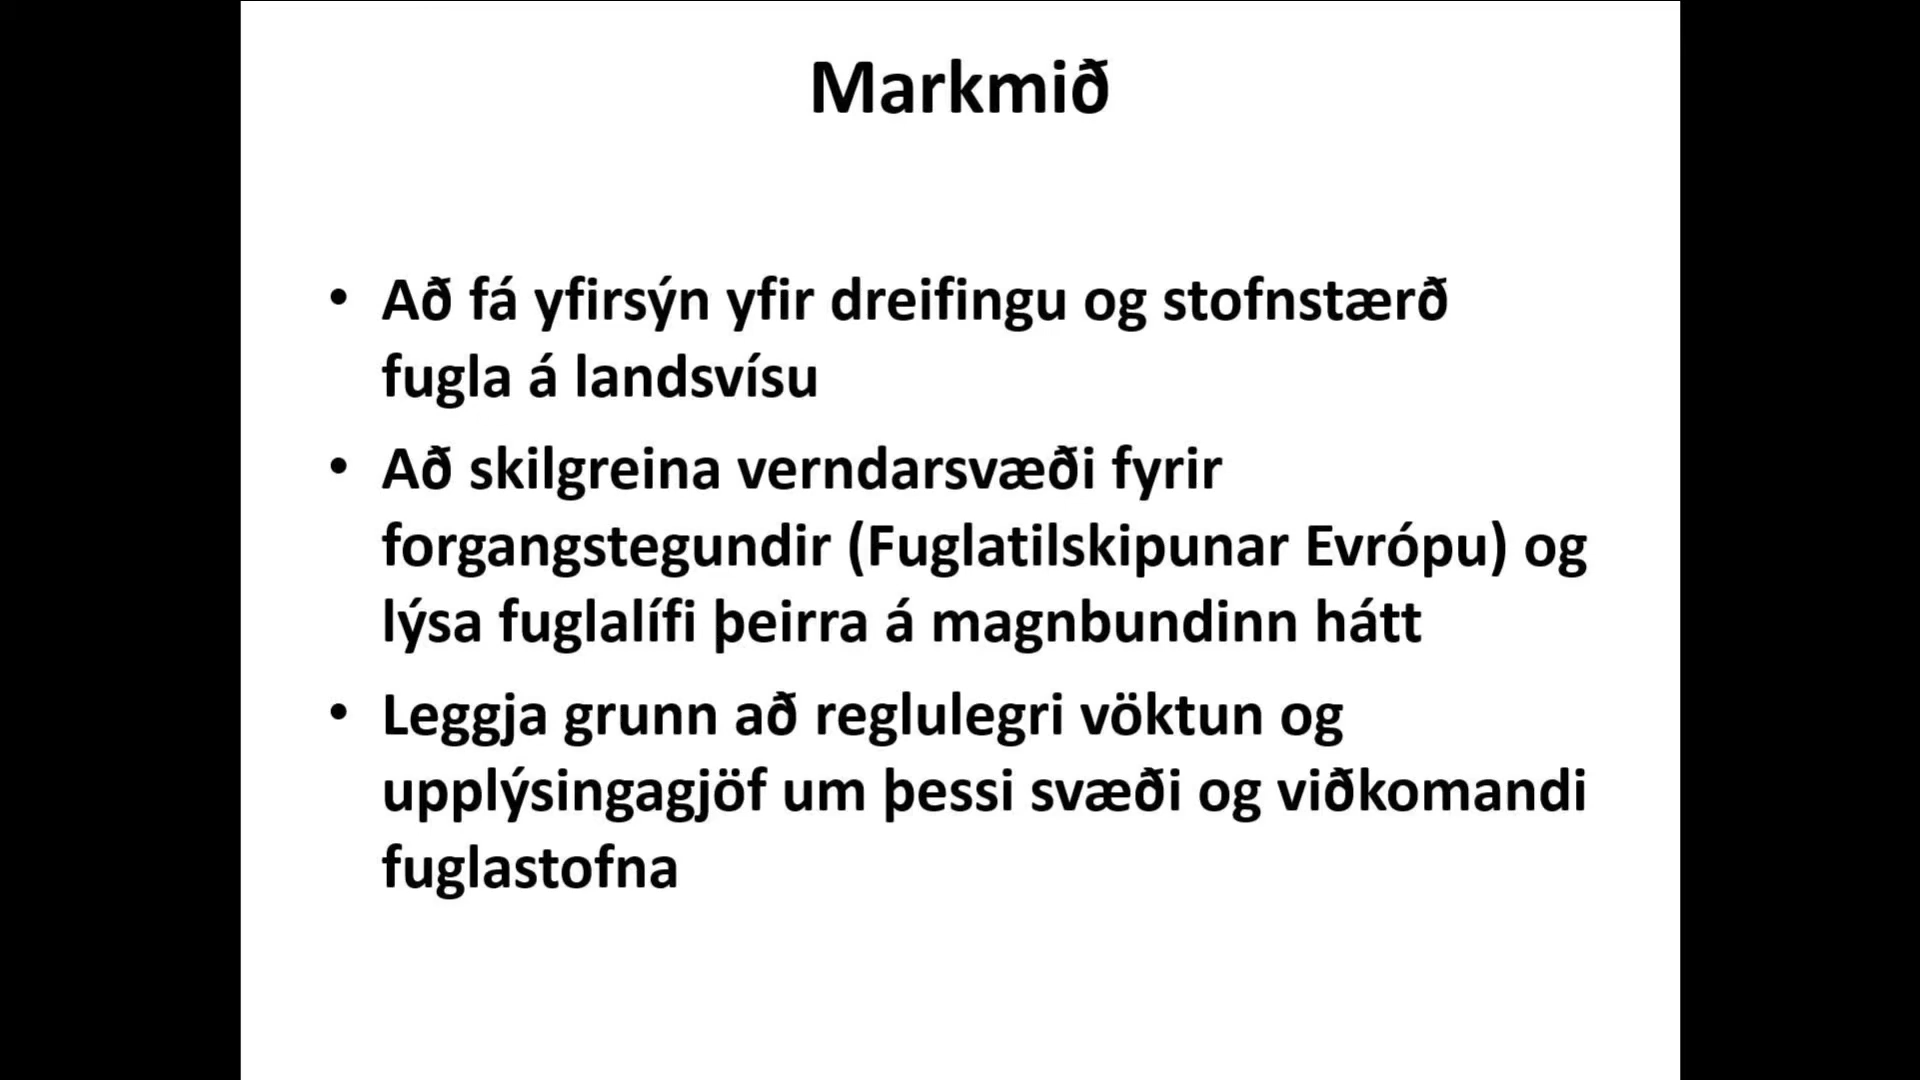 Markmið
• Að fá yfirsýn yfir dreifingu og stofnstærð
fugla á landsvísu
• Að skilgreina verndarsvæði fyrir
forgangstegundir (Fuglatilskipunar Evrópu) og
lýsa fuglalífi þeirra á magnbundinn hátt
• Leggja grunn að reglulegri vöktun og
upplýsingagjöf um þessi svæði og viðkomandi
fuglastofna